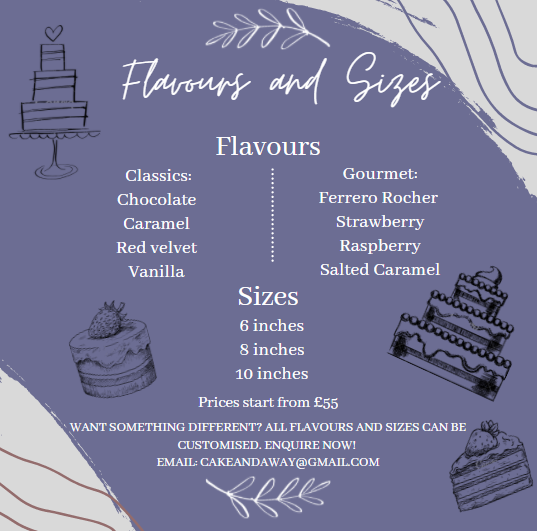 Flavours and Sizes
Flavours
Classics:
Chocolate
Caramel
Red velvet
Vanilla
Gourmet:
Ferrero Rocher
Strawberry
Raspberry
Salted Caramel
Sizes
6 inches
8 inches
10 inches
Prices start from £55
WANT SOMETHING DIFFERENT? ALL FLAVOURS AND SIZES CAN BE
CUSTOMISED. ENQUIRE NOW!
EMAIL: CAKEANDAWAY@GMAIL.COM